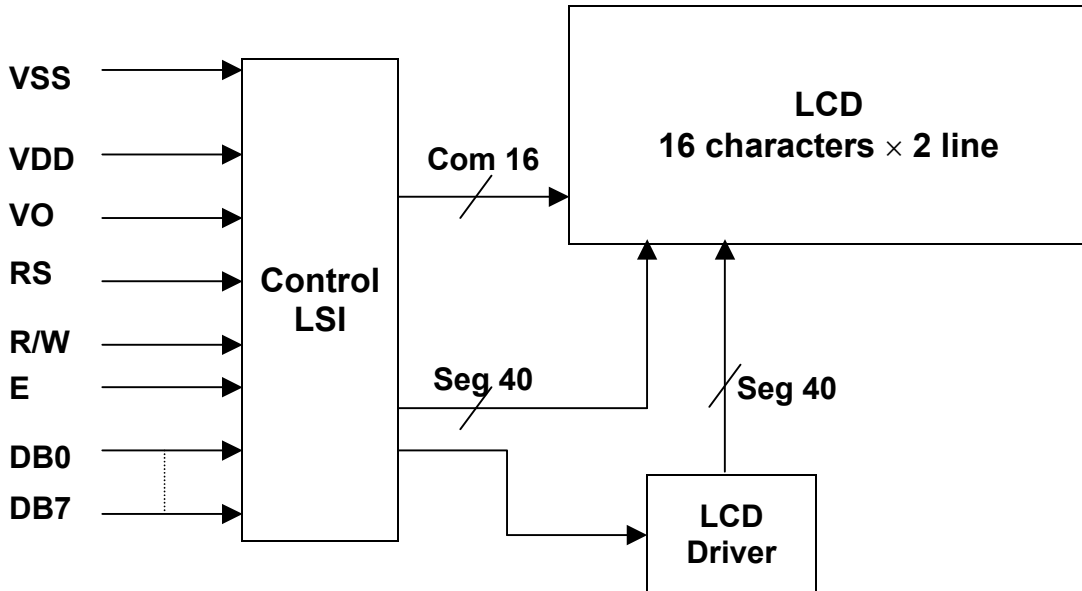 VSS
VDD
VO
RS
R/W
E
DB0
DB7
Control
LSI
Com 16
Seg 40
LCD
16 characters × 2 line
Seg 40
LCD
Driver